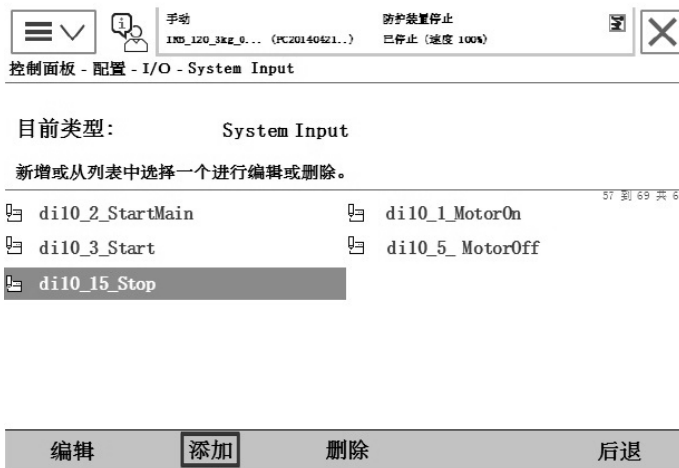 手动
防护装置停止
IRB_120_3kg_0... (PC20140421..)
已停止 (速度 100%)
控制面板 - 配置 - I/O - System Input
目前类型: System Input
新增或从列表中选择一个进行编辑或删除。
57 到 69 共 6
di10_2_StartMain
di10_1_MotorOn
di10_3_Start
di10_5_ MotorOff
di10_15_Stop
编辑 添加 删除 后退